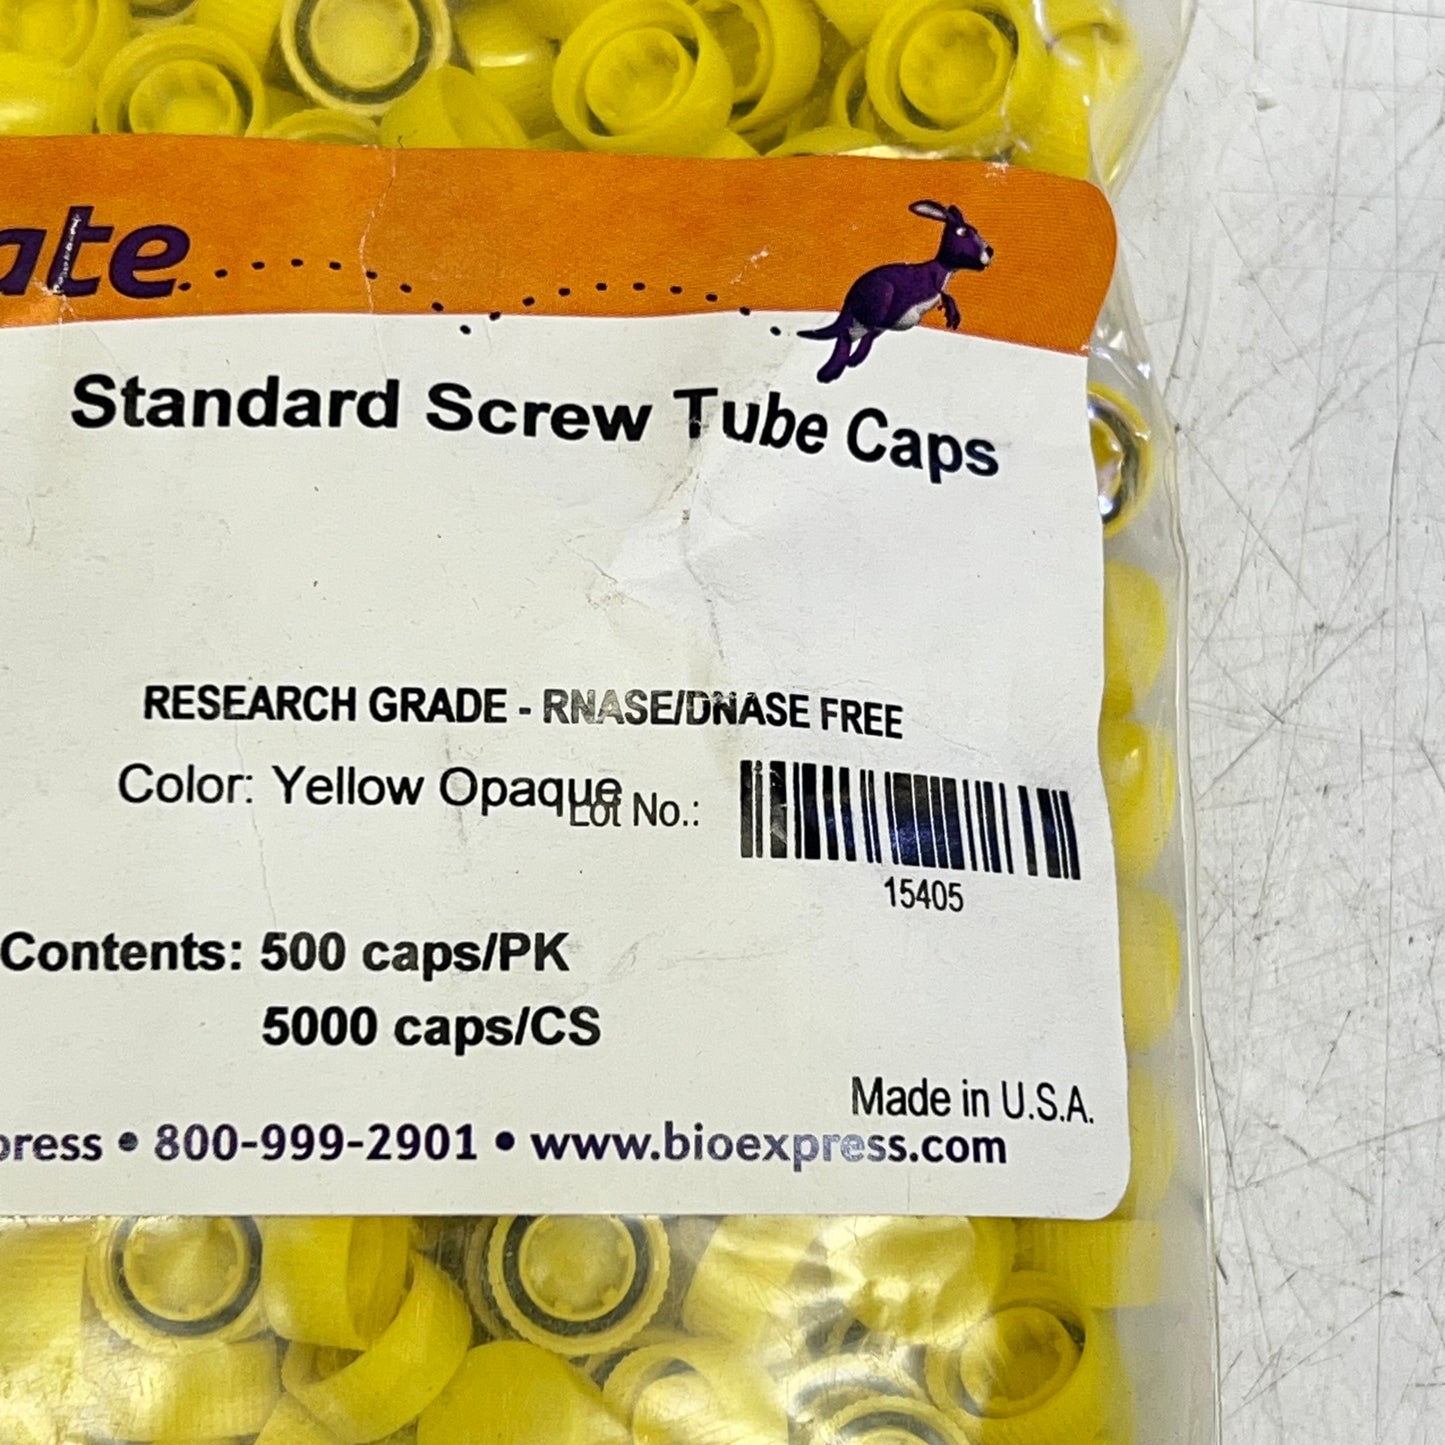 ate.
Standard Screw Tube Caps
RESEARCH GRADE - RNASE/DNASE FREE
Color: Yellow Opaque Lot No.:
15405
Contents: 500 caps/PK
5000 caps/CS
Made in U.S.A.
press • 800-999-2901 • www.bioexpress.com